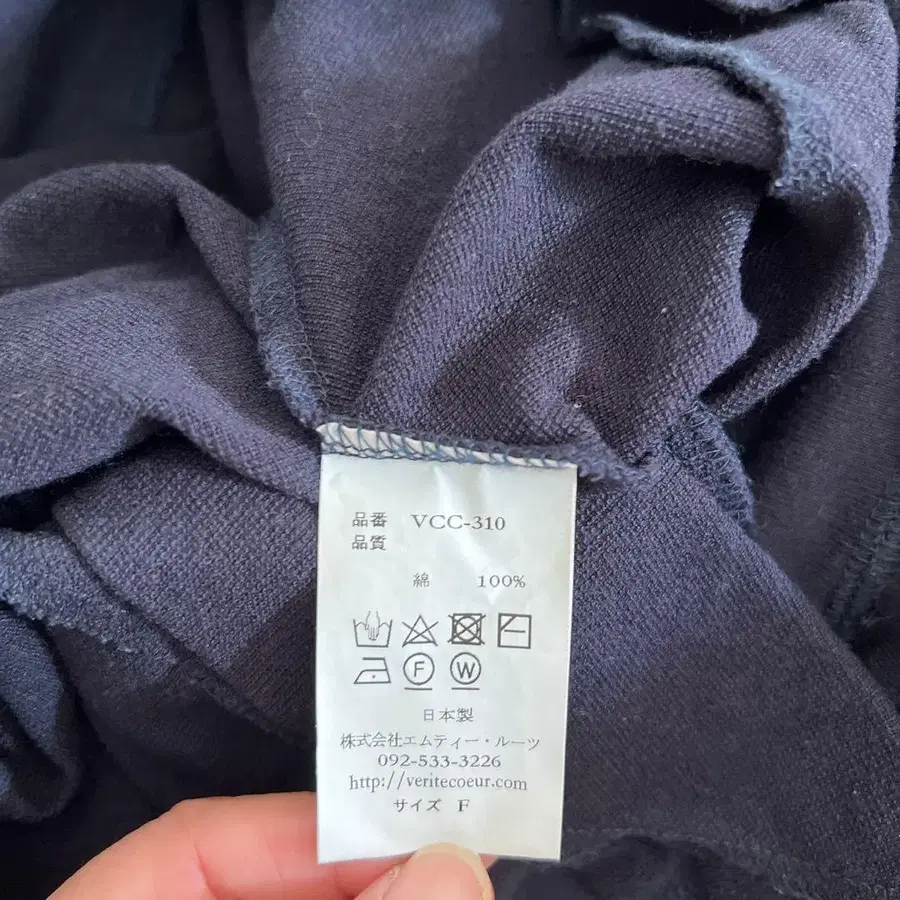 品番 VCC-310
品質
綿 100%
F W
日本製
株式会社エムティー・ルーツ
092-533-3226
http://veritecoeur.com
サイズ F